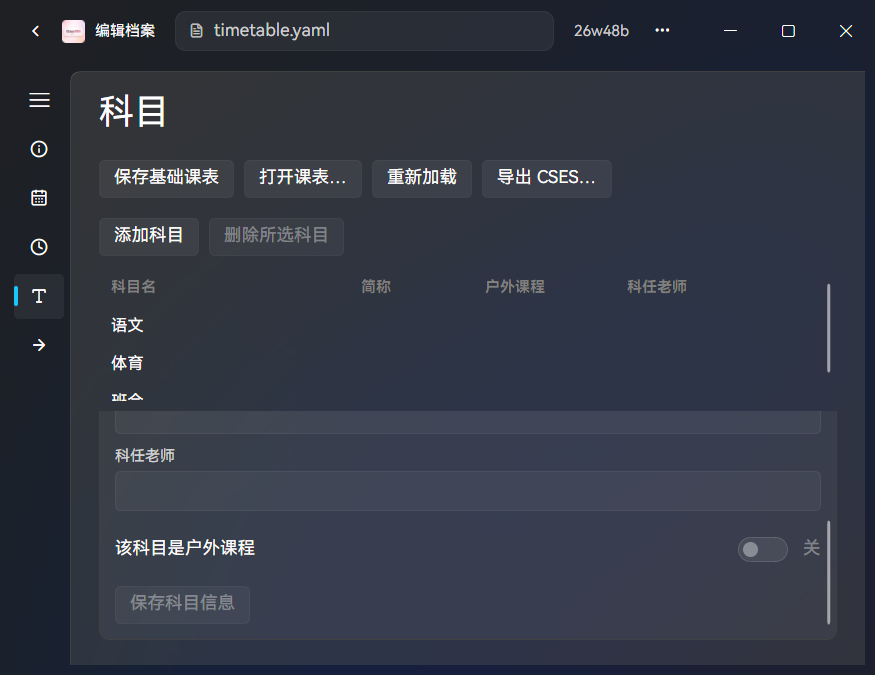 编辑档案 timetable.yaml 26w48b
科目
保存基础课表 打开课表... 重新加载 导出 CSES...
添加科目 删除所选科目
科目名 简称 户外课程 科任老师
语文
体育
班会
科任老师
该科目是户外课程 关
保存科目信息